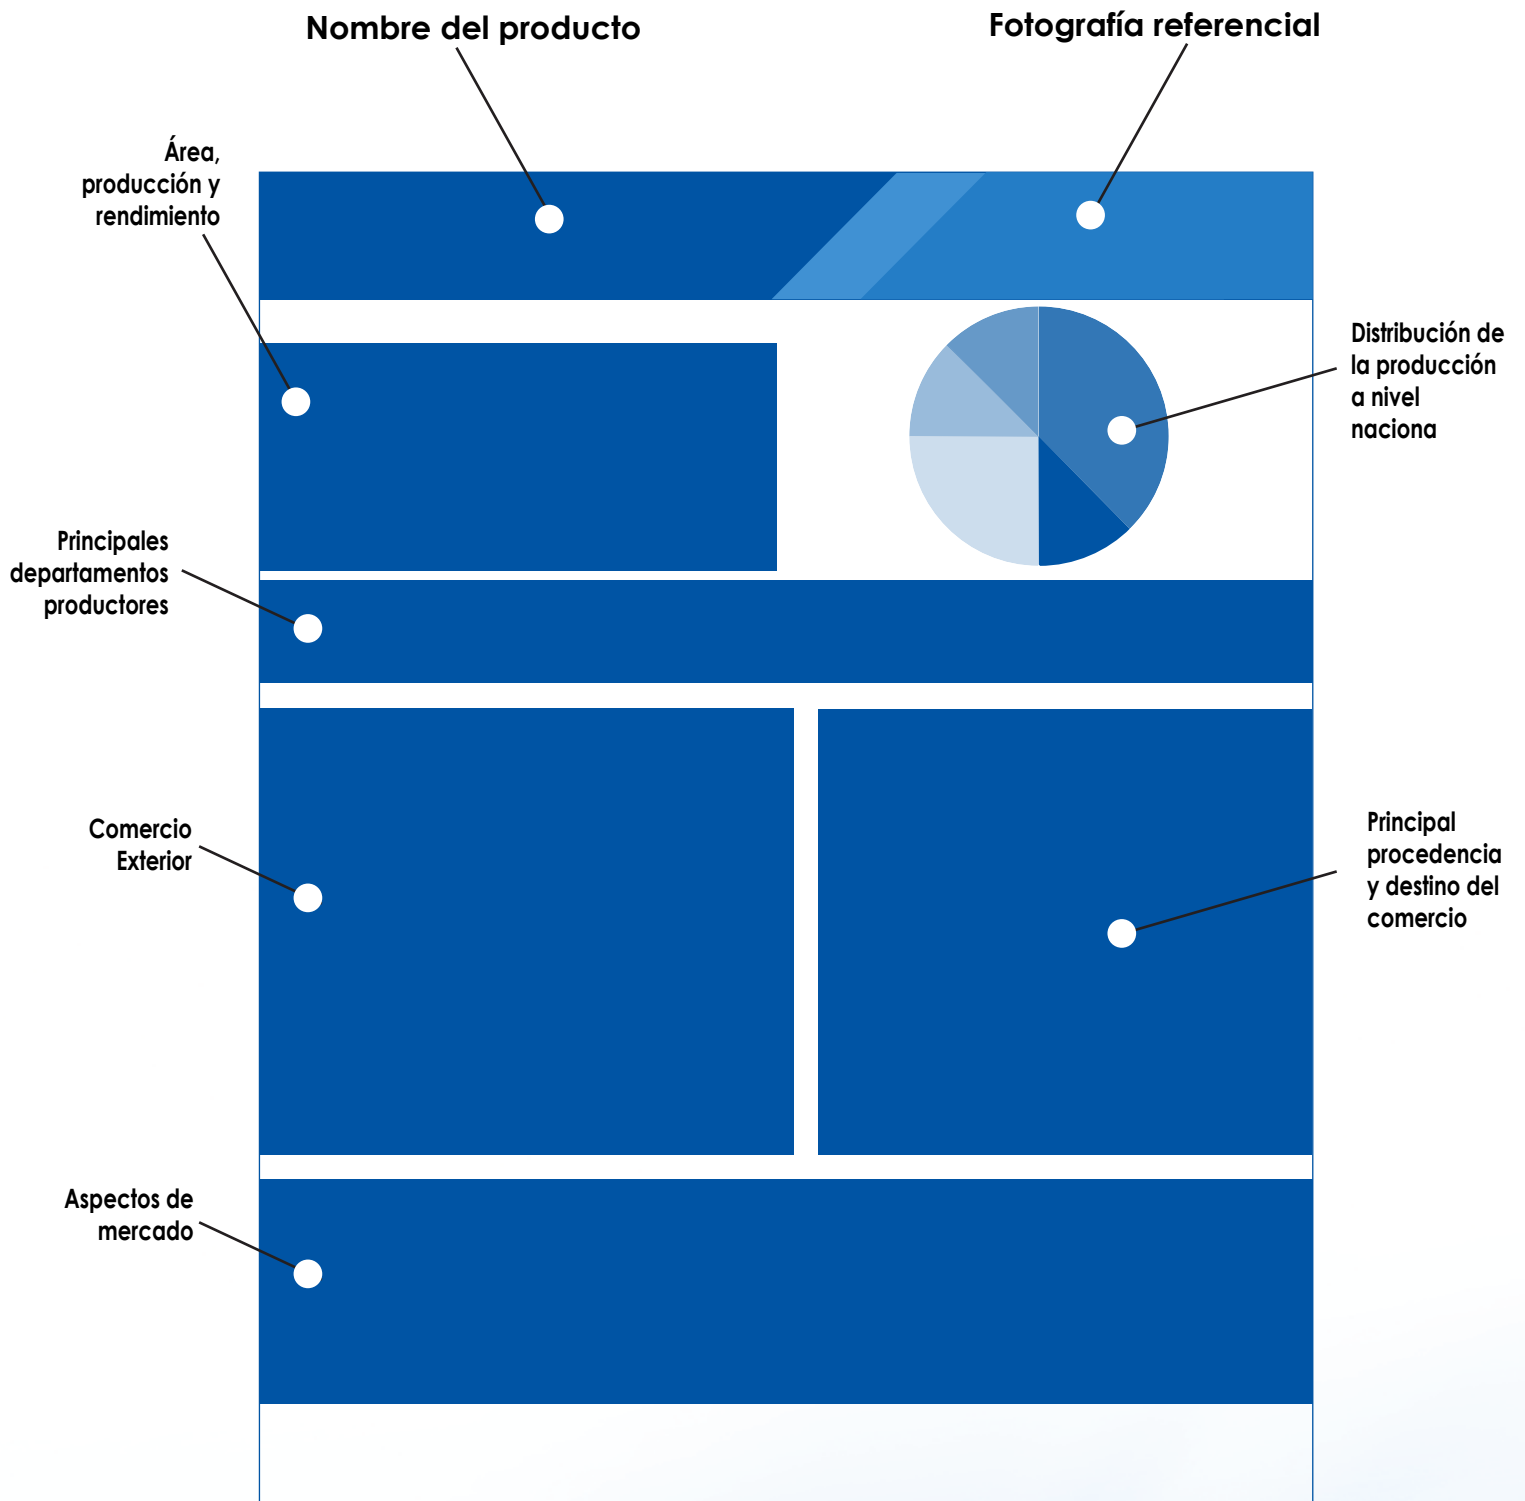 Nombre del producto
Fotografía referencial
Área,
producción y
rendimiento
Distribución de
la producción
a nivel
naciona
Principales
departamentos
productores
Comercio
Exterior
Principal
procedencia
y destino del
comercio
Aspectos de
mercado